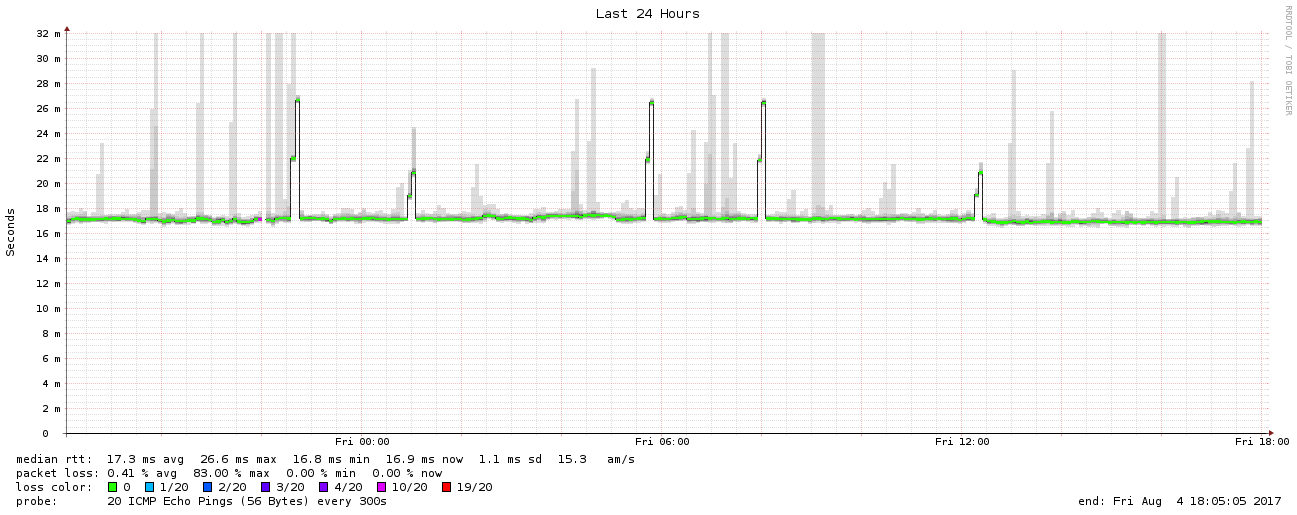 Last 24 Hours
RRDTOOL / TOBI OETIKER
Seconds
32 m
30 m
28 m
26 m
24 m
22 m
20 m
18 m
16 m
14 m
12 m
10 m
8 m
6 m
4 m
2 m
0
Fri 00:00 Fri 06:00 Fri 12:00 Fri 18:00
median rtt: 17.3 ms avg 26.6 ms max 16.8 ms min 16.9 ms now 1.1 ms sd 15.3 am/s
packet loss: 0.41 % avg 83.00 % max 0.00 % min 0.00 % now
loss color: 0 1/20 2/20 3/20 4/20 10/20 19/20
probe: 20 ICMP Echo Pings (56 Bytes) every 300s end: Fri Aug 4 18:05:05 2017